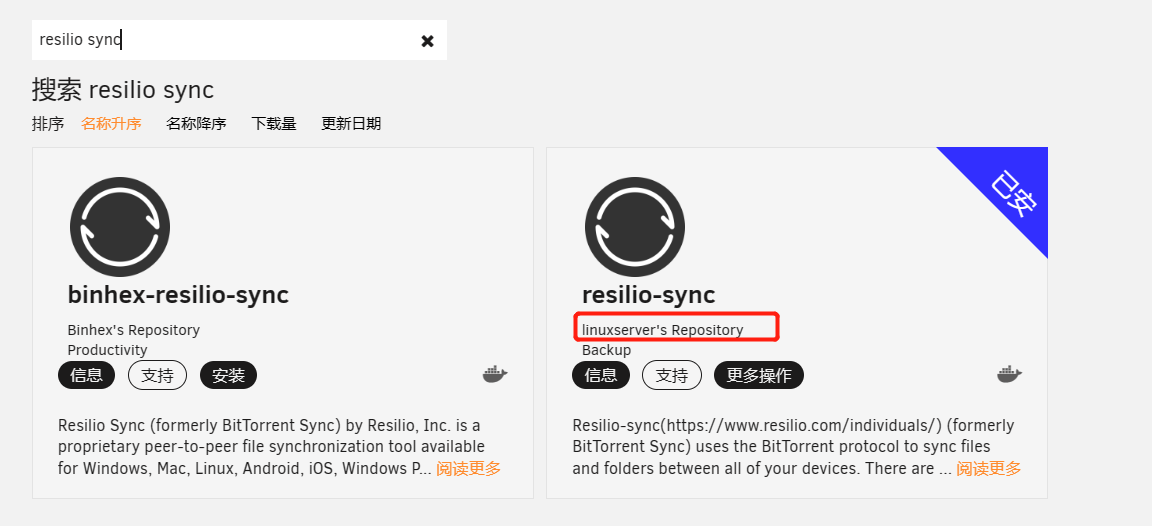 resilio sync
搜索 resilio sync
排序 名称升序 名称降序 下载量 更新日期
binhex-resilio-sync
Binhex's Repository
Productivity
信息 支持 安装
Resilio Sync (formerly BitTorrent Sync) by Resilio, Inc. is a
proprietary peer-to-peer file synchronization tool available
for Windows, Mac, Linux, Android, iOS, Windows P... 阅读更多
已安
resilio-sync
linuxserver's Repository
Backup
信息 支持 更多操作
Resilio-sync(https://www.resilio.com/individuals/) (formerly
BitTorrent Sync) uses the BitTorrent protocol to sync files
and folders between all of your devices. There are ... 阅读更多